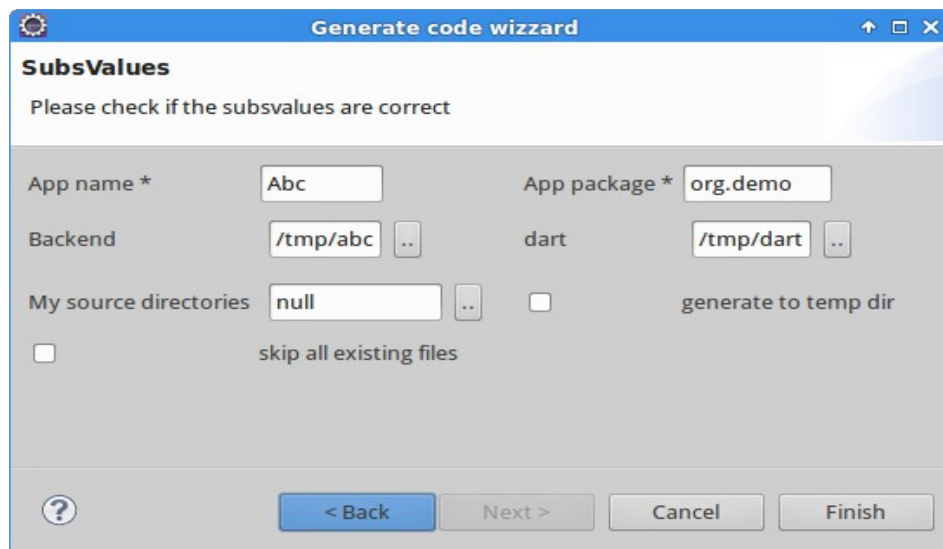 Generate code wizzard
SubsValues
Please check if the subsvalues are correct
App name * Abc App package * org.demo
Backend /tmp/abc .. dart /tmp/dart ..
My source directories null .. generate to temp dir
skip all existing files
? < Back Next > Cancel Finish